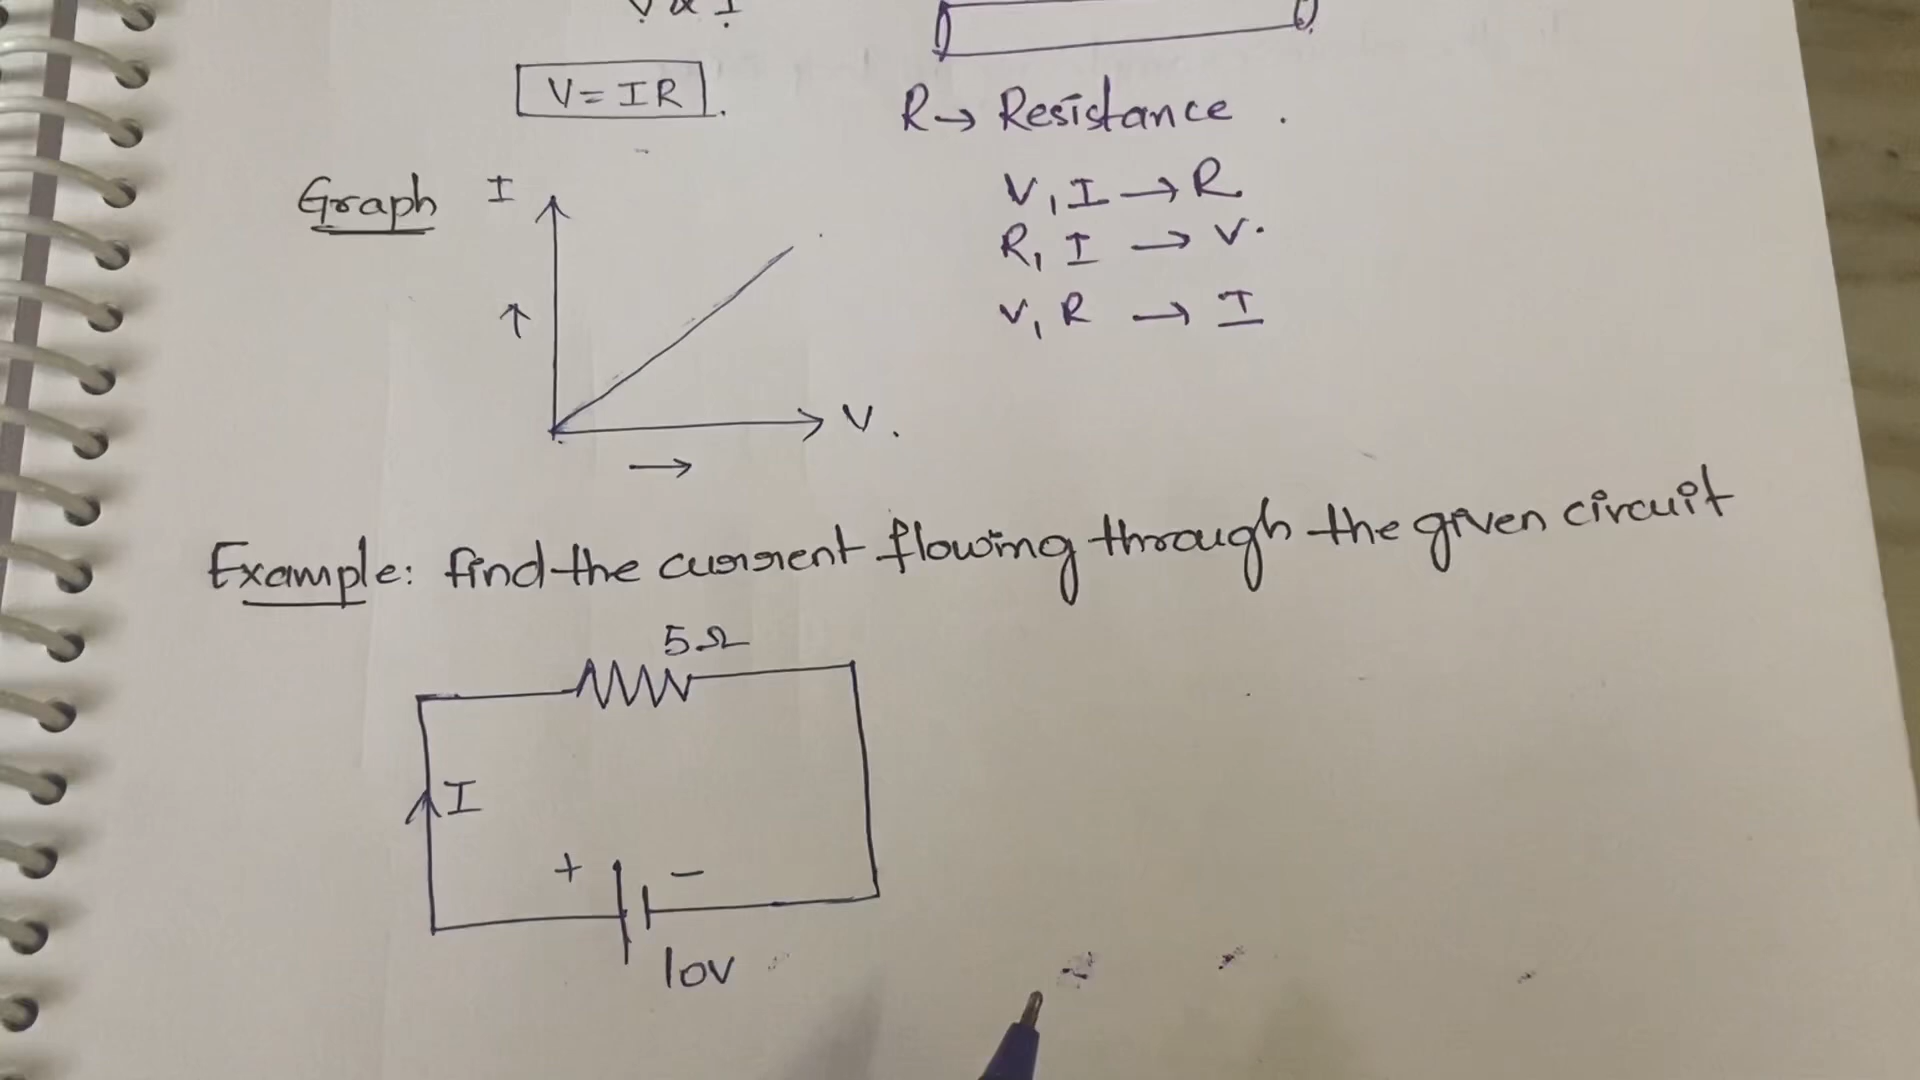 V ∝ I
V = IR.
R → Resistance.
V, I → R
R, I → V.
V, R → I
Graph
I
↑
V.
→
Example: find the current flowing through the given circuit
5Ω
I
+ −
10V